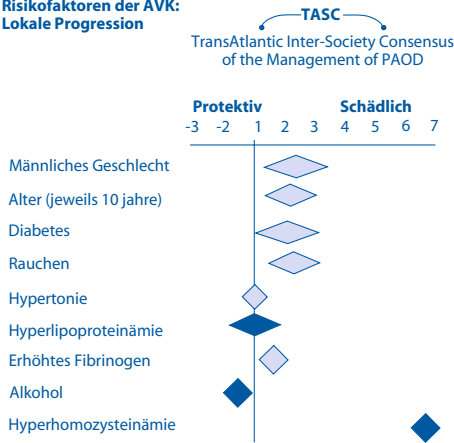 Risikofaktoren der AVK:
Lokale Progression
TASC
TransAtlantic Inter-Society Consensus
of the Management of PAOD
Protektiv Schädlich
-3 -2 1 2 3 4 5 6 7
Männliches Geschlecht
Alter (jeweils 10 jahre)
Diabetes
Rauchen
Hypertonie
Hyperlipoproteinämie
Erhöhtes Fibrinogen
Alkohol
Hyperhomozysteinämie